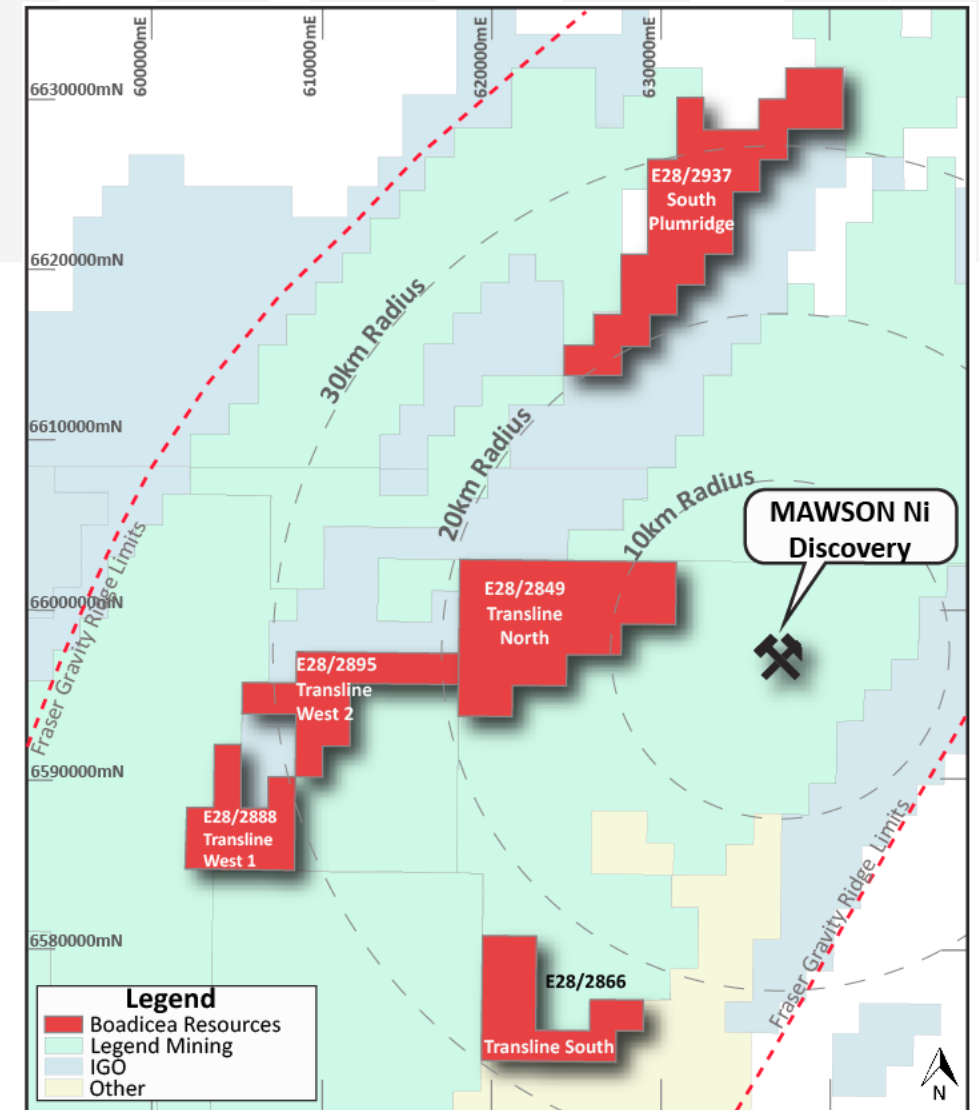 600000mE
610000mE
620000mE
630000mE
6630000mN
6620000mN
6610000mN
6600000mN
6590000mN
6580000mN
E28/2937
South
Plumridge
30km Radius
20km Radius
10km Radius
MAWSON Ni
Discovery
Fraser Gravity Ridge Limits
E28/2849
Transline
North
E28/2895
Transline
West 2
E28/2888
Transline
West 1
Fraser Gravity Ridge Limits
E28/2866
Transline South
Legend
Boadicea Resources
Legend Mining
IGO
Other
N